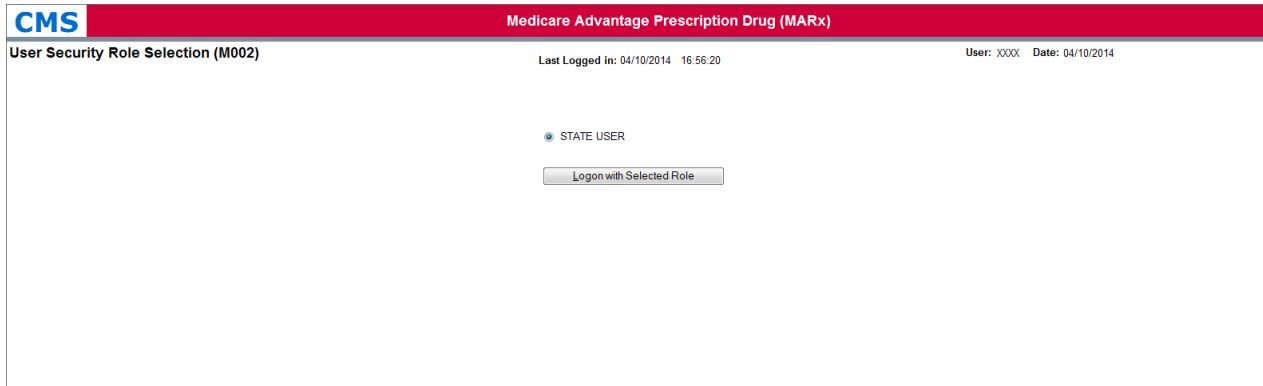 CMS
Medicare Advantage Prescription Drug (MARx)
User Security Role Selection (M002)
Last Logged in: 04/10/2014 16:56:20
User: XXXX Date: 04/10/2014
STATE USER
Logon with Selected Role